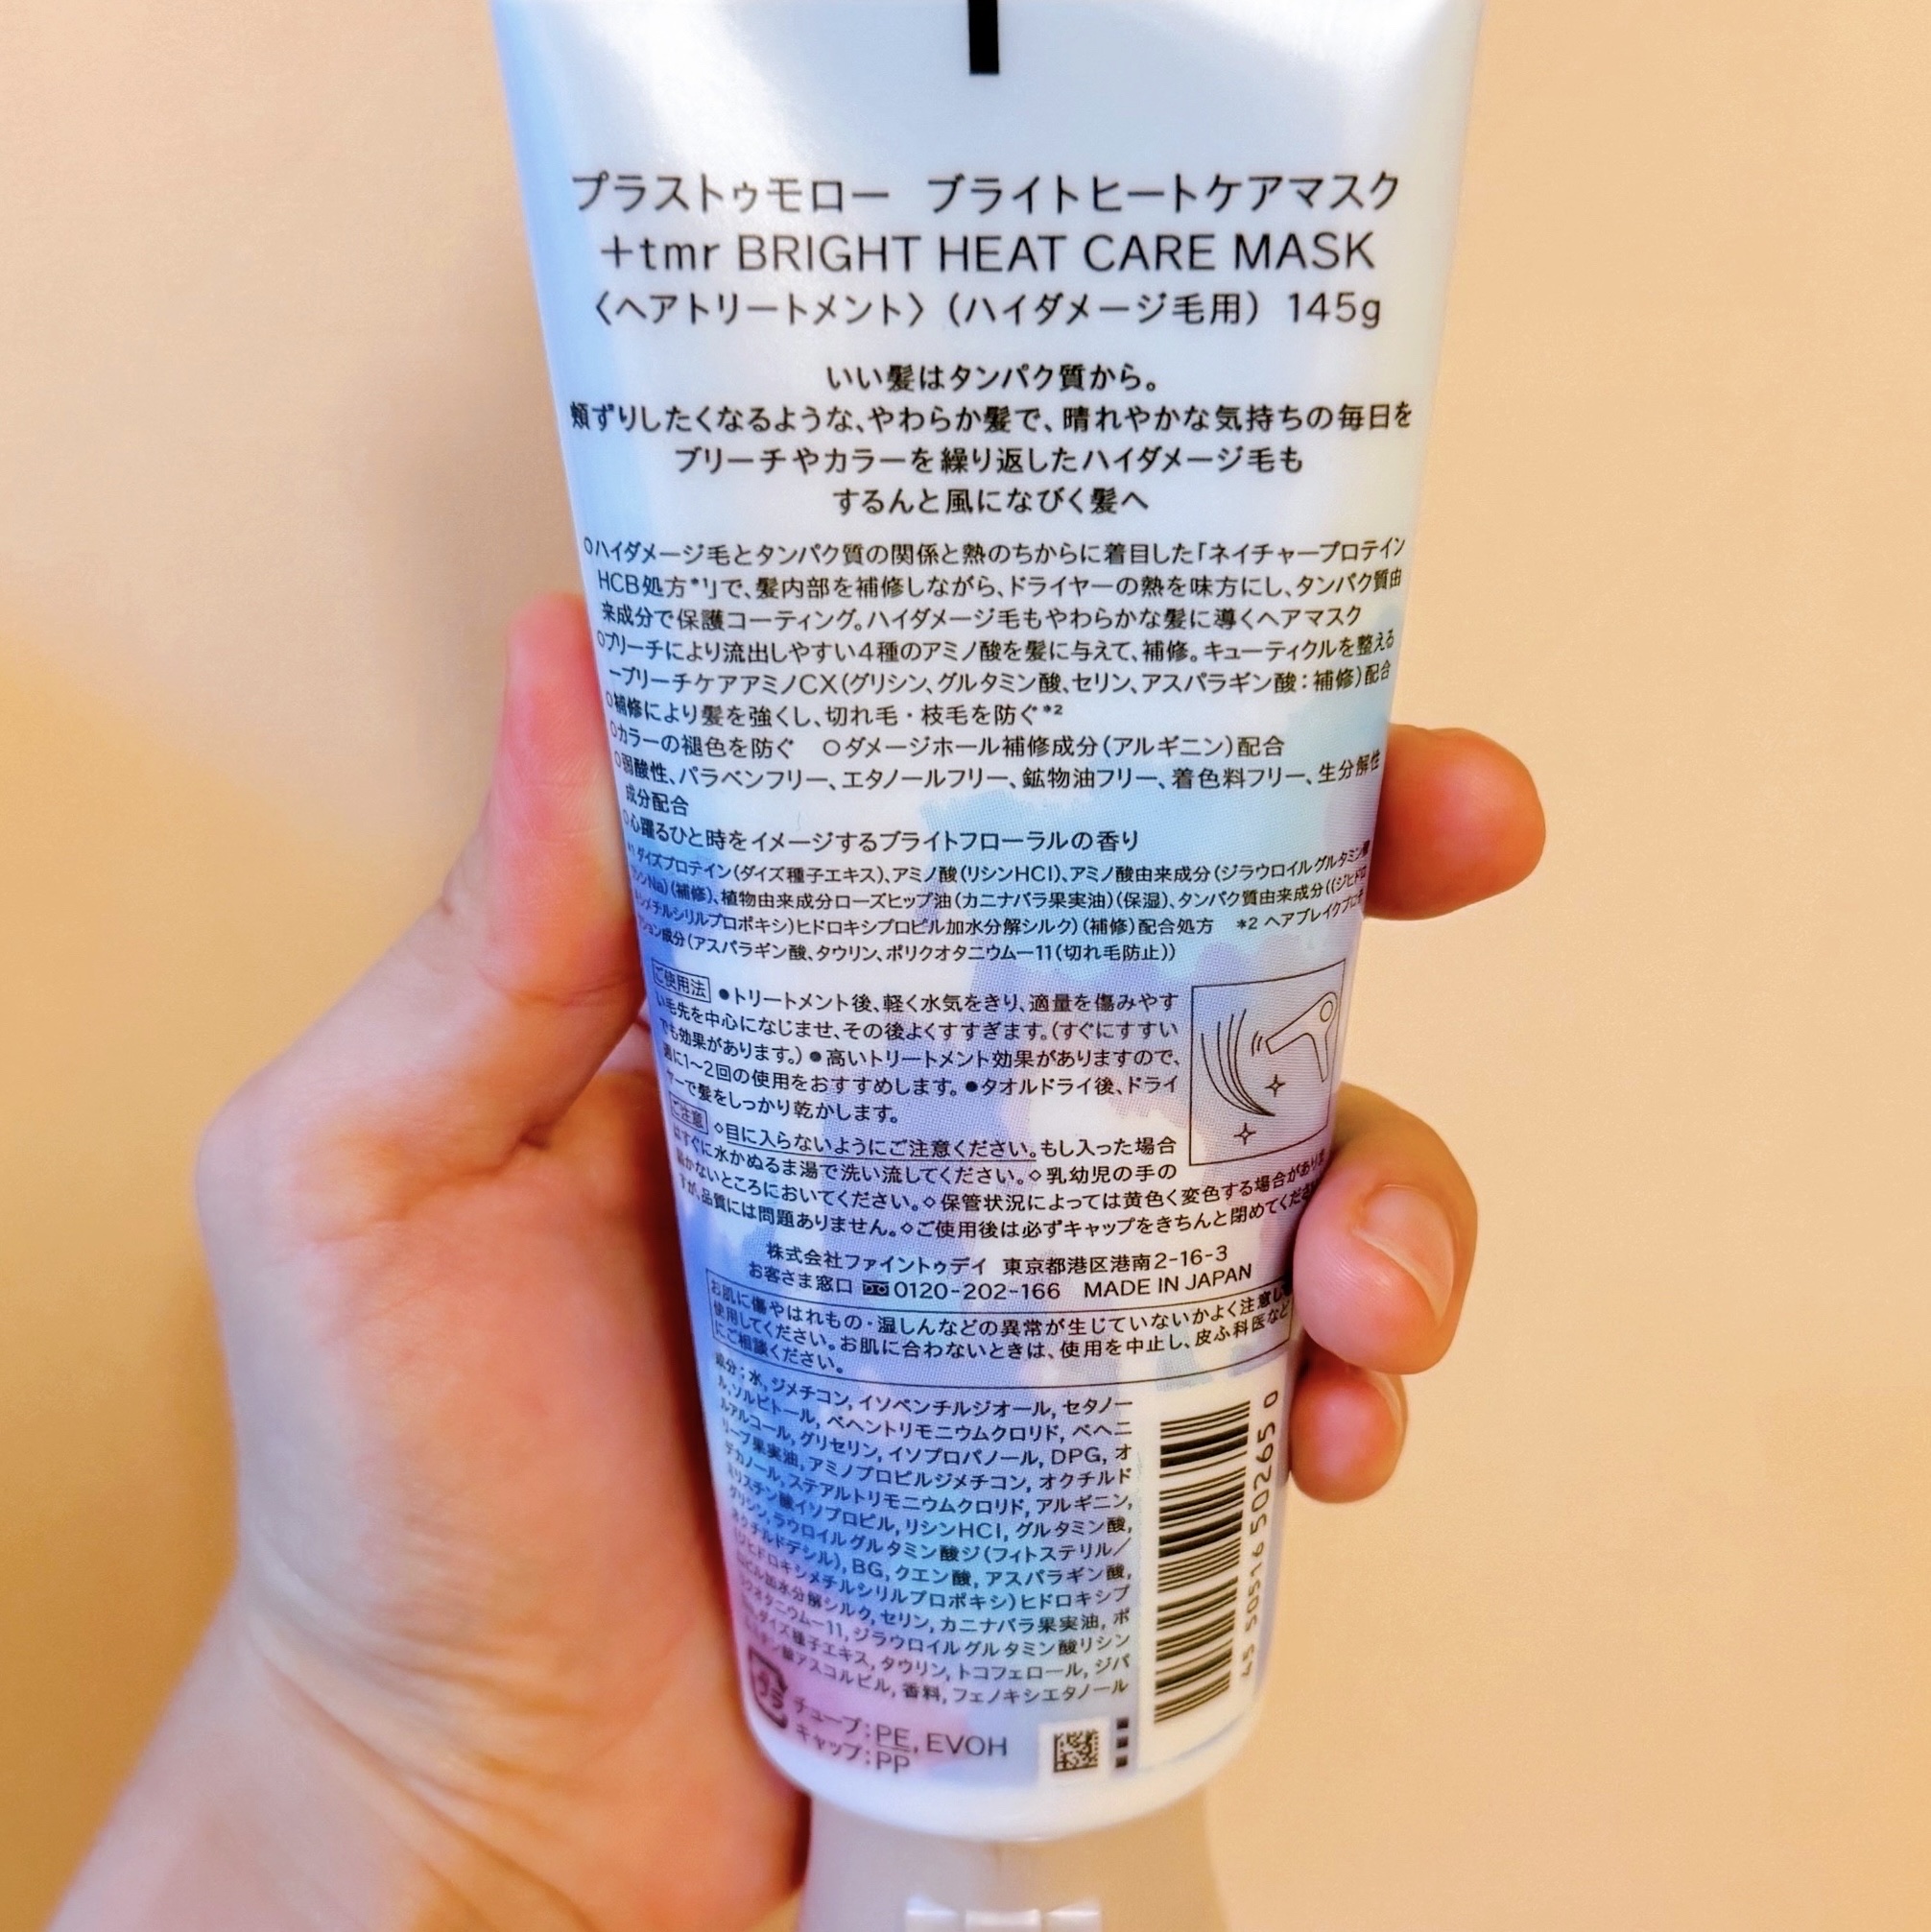 プラストゥモロー ブライトヒートケアマスク
+tmr BRIGHT HEAT CARE MASK
〈ヘアトリートメント〉(ハイダメージ毛用) 145g
いい髪はタンパク質から。
頬ずりしたくなるような、やわらか髪で、晴れやかな気持ちの毎日を
ブリーチやカラーを繰り返したハイダメージ毛も
するんと風になびく髪へ
○ハイダメージ毛とタンパク質の関係と熱のちからに着目した「ネイチャープロテイン
HCB処方*1」で、髪内部を補修しながら、ドライヤーの熱を味方にし、タンパク質由
来成分で保護コーティング。ハイダメージ毛もやわらかな髪に導くヘアマスク
○ブリーチにより流出しやすい4種のアミノ酸を髪に与えて、補修。キューティクルを整える
ーブリーチケアアミノCX(グリシン、グルタミン酸、セリン、アスパラギン酸:補修)配合
○補修により髪を強くし、切れ毛・枝毛を防ぐ*2
○カラーの褪色を防ぐ ○ダメージホール補修成分(アルギニン)配合
○弱酸性、パラベンフリー、エタノールフリー、鉱物油フリー、着色料フリー、生分解性
成分配合
○心躍るひと時をイメージするブライトフローラルの香り
*1 ダイズプロテイン(ダイズ種子エキス)、アミノ酸(リシンHCl)、アミノ酸由来成分(ジラウロイルグルタミン酸
リシンNa)(補修)、植物由来成分ローズヒップ油(カニナバラ果実油)(保湿)、タンパク質由来成分((ジヒドロ
キシメチルシリルプロポキシ)ヒドロキシプロピル加水分解シルク)(補修)配合処方 *2 ヘアブレイクプロテ
クション成分(アスパラギン酸、タウリン、ポリクオタニウムー11(切れ毛防止))
ご使用法 ●トリートメント後、軽く水気をきり、適量を傷みやす
い毛先を中心になじませ、その後よくすすぎます。(すぐにすすい
でも効果があります。)●高いトリートメント効果がありますので、
週に1〜2回の使用をおすすめします。●タオルドライ後、ドライ
ヤーで髪をしっかり乾かします。
ご注意 ◇目に入らないようにご注意ください。もし入った場合
はすぐに水かぬるま湯で洗い流してください。◇乳幼児の手の
届かないところにおいてください。◇保管状況によっては黄色く変色する場合がありま
すが、品質には問題ありません。◇ご使用後は必ずキャップをきちんと閉めてください
株式会社ファイントゥデイ 東京都港区港南2-16-3
お客さま窓口 0120-202-166 MADE IN JAPAN
お肌に傷やはれもの・湿しんなどの異常が生じていないかよく注意して
使用してください。お肌に合わないときは、使用を中止し、皮ふ科医など
にご相談ください。
成分:水, ジメチコン, イソペンチルジオール, セタノー
ル, ソルビトール, ベヘントリモニウムクロリド, ベヘニ
ルアルコール, グリセリン, イソプロパノール, DPG, オ
リーブ果実油, アミノプロピルジメチコン, オクチルド
デカノール, ステアルトリモニウムクロリド, アルギニン,
ミリスチン酸イソプロピル, リシンHCl, グルタミン酸,
グリシン, ラウロイルグルタミン酸ジ(フィトステリル/
オクチルドデシル), BG, クエン酸, アスパラギン酸,
(ジヒドロキシメチルシリルプロポキシ)ヒドロキシプ
ロピル加水分解シルク, セリン, カニナバラ果実油, ポ
リクオタニウムー11, ジラウロイルグルタミン酸リシン
Na, ダイズ種子エキス, タウリン, トコフェロール, ジパ
ルミチン酸アスコルビル, 香料, フェノキシエタノール
プラ チューブ:PE, EVOH
キャップ:PP
45 50516 50265 0